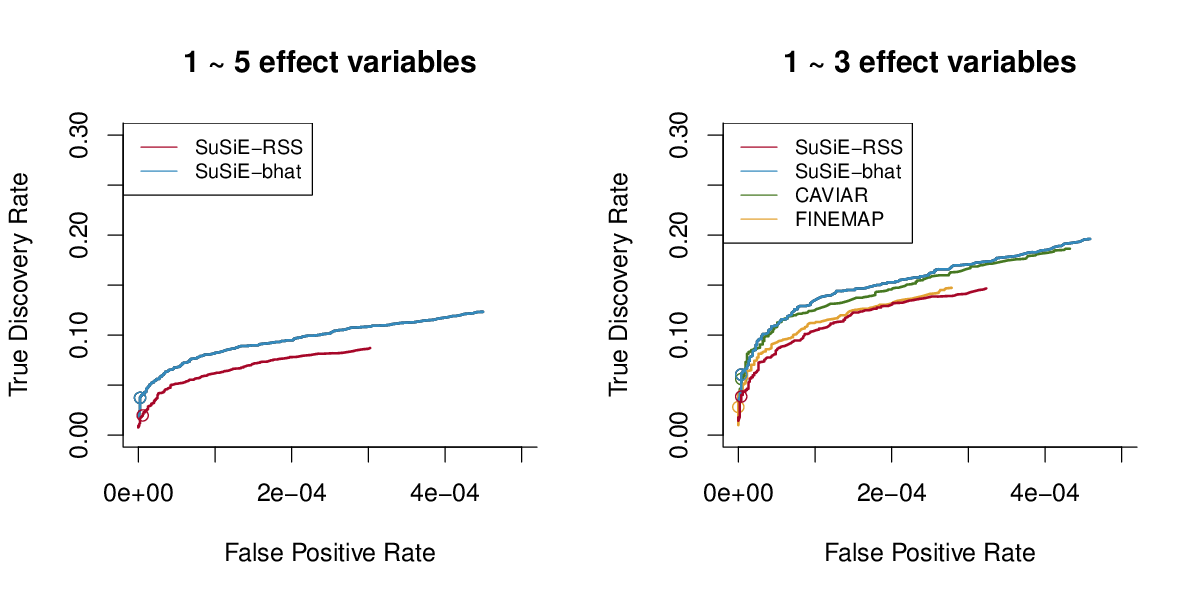 1 ~ 5 effect variables
True Discovery Rate
0.00
0.10
0.20
0.30
SuSiE−RSS
SuSiE−bhat
0e+00 2e−04 4e−04
False Positive Rate
1 ~ 3 effect variables
True Discovery Rate
0.00
0.10
0.20
0.30
SuSiE−RSS
SuSiE−bhat
CAVIAR
FINEMAP
0e+00 2e−04 4e−04
False Positive Rate